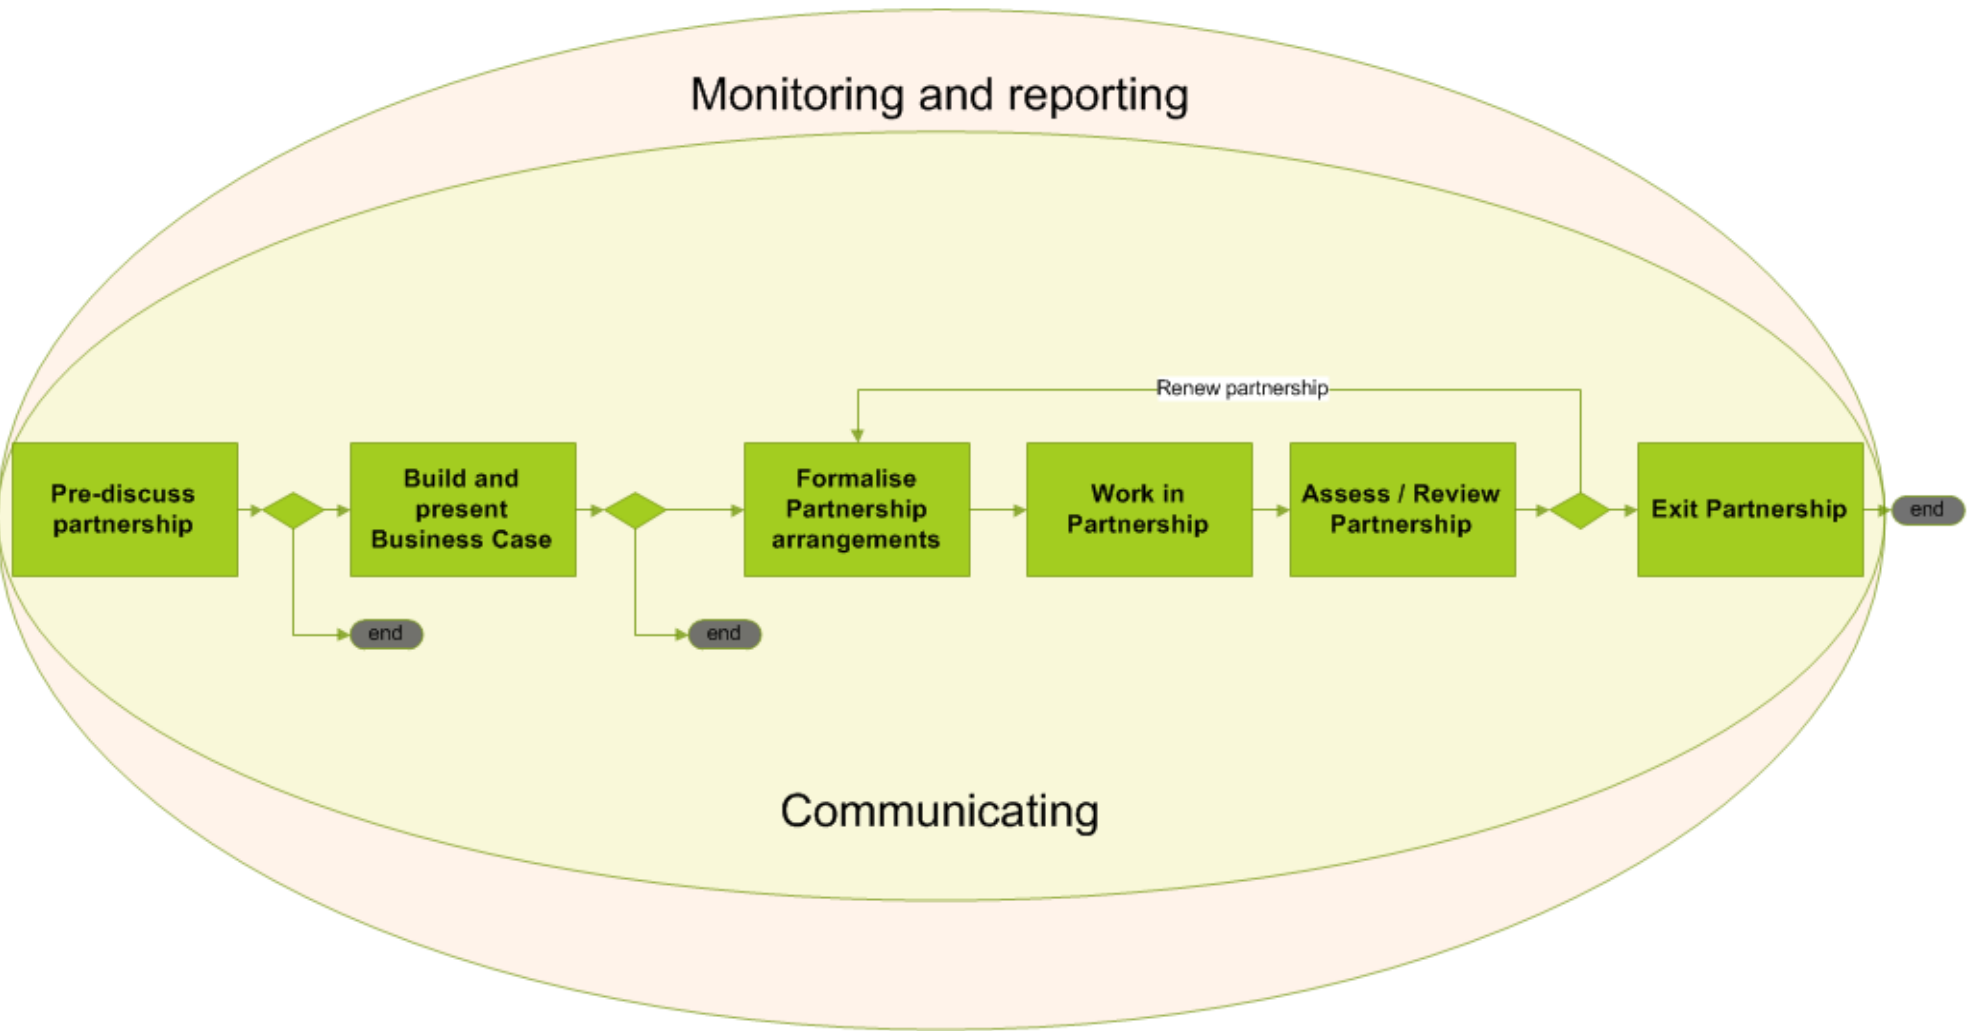 Monitoring and reporting
Renew partnership
Pre-discuss
partnership
Build and
present
Business Case
Formalise
Partnership
arrangements
Work in
Partnership
Assess / Review
Partnership
Exit Partnership
end
end
end
Communicating